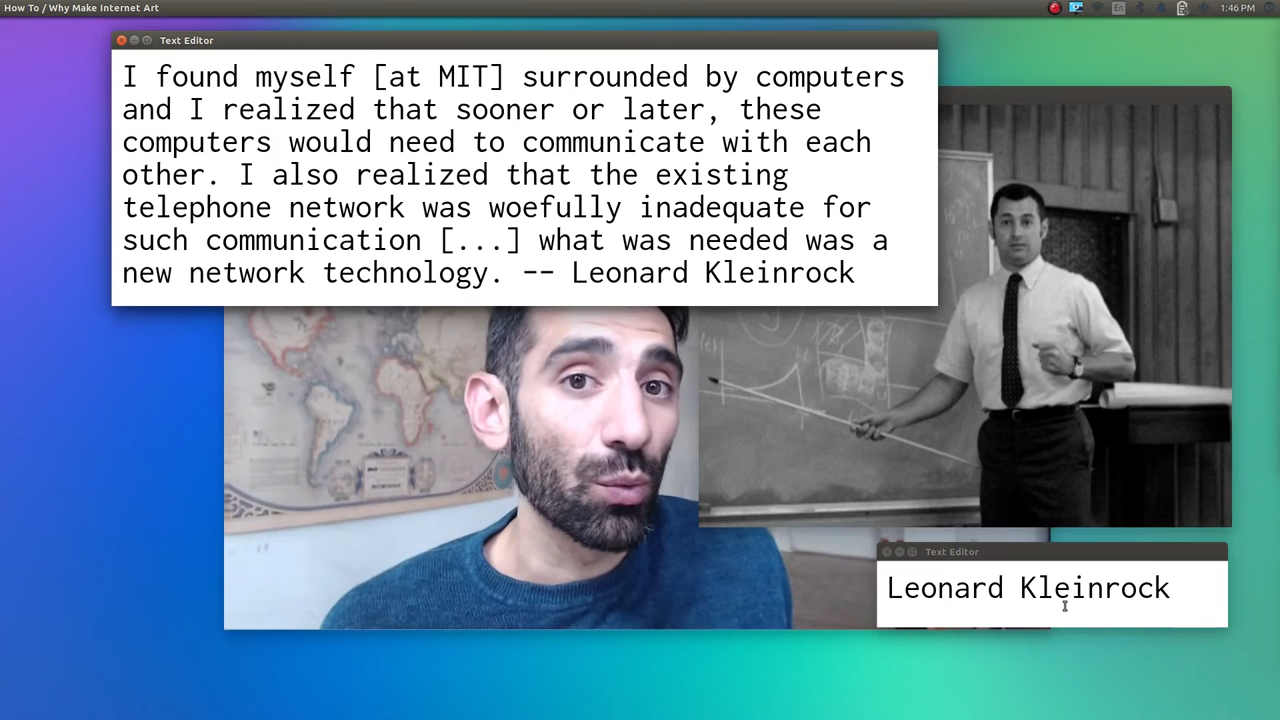 How To / Why Make Internet Art
En
1:46 PM
Text Editor
I found myself [at MIT] surrounded by computers
and I realized that sooner or later, these
computers would need to communicate with each
other. I also realized that the existing
telephone network was woefully inadequate for
such communication [...] what was needed was a
new network technology. -- Leonard Kleinrock
Text Editor
Leonard Kleinrock